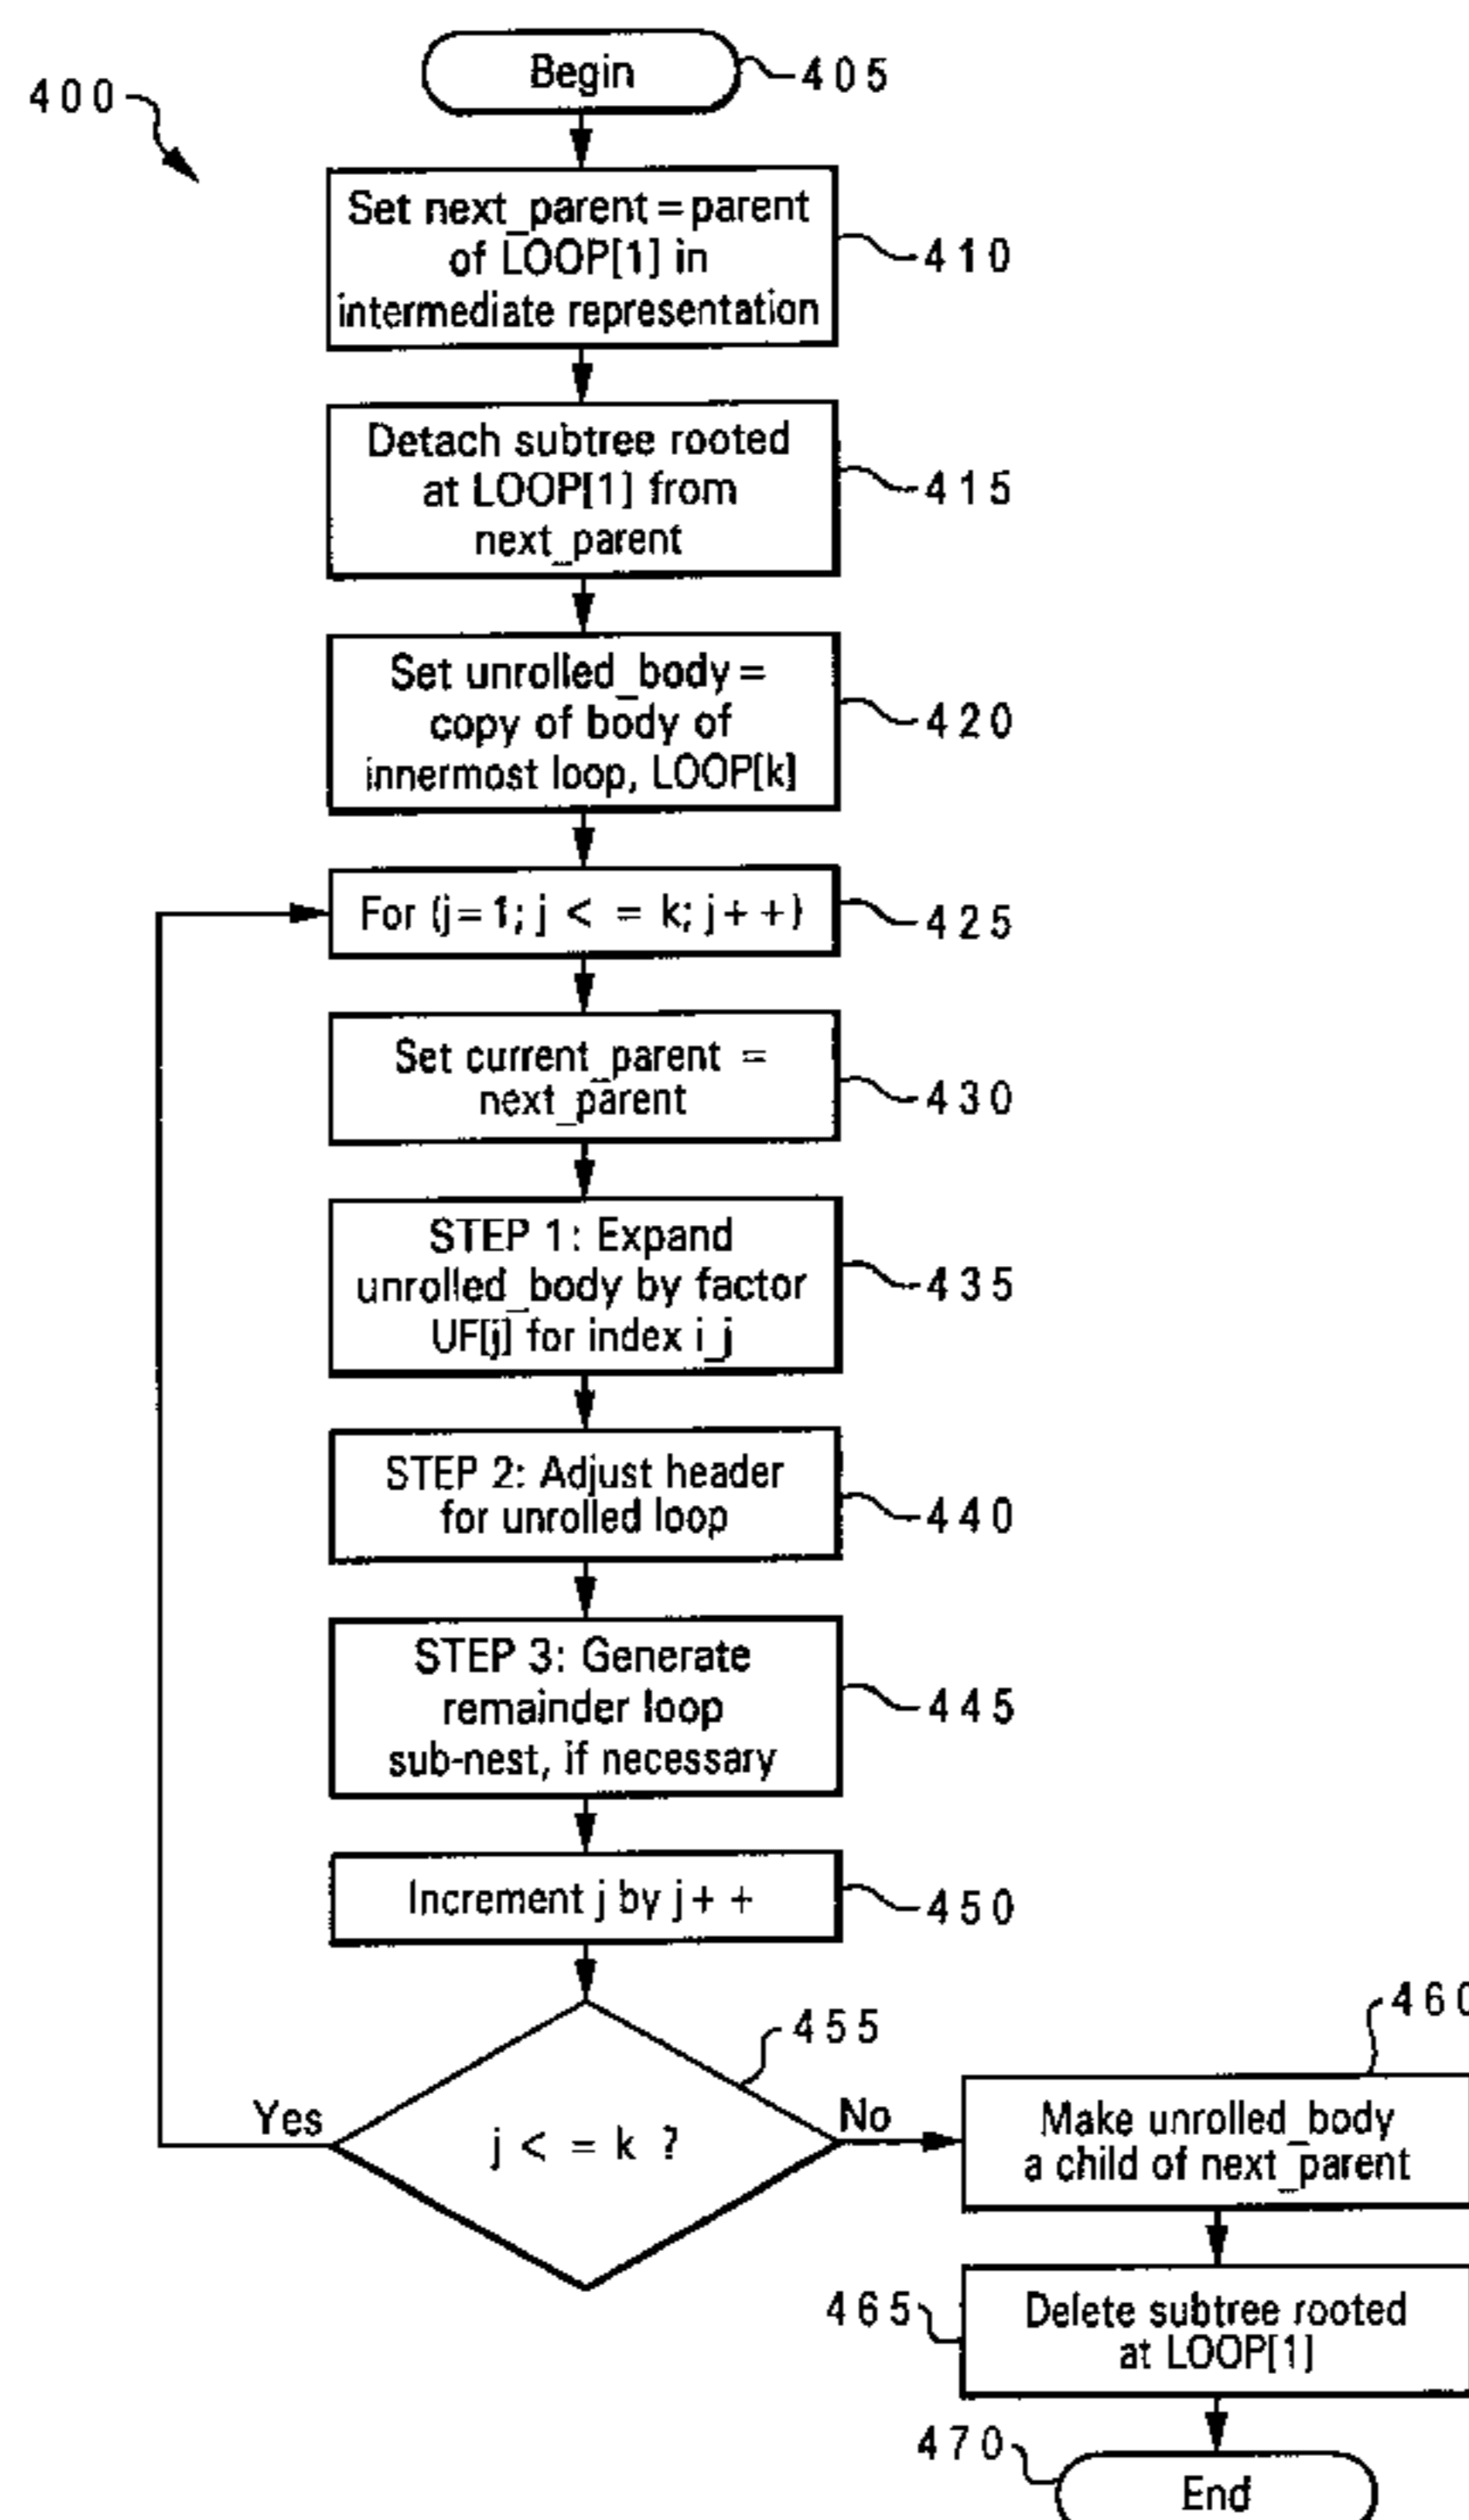 Begin
405
400
Set next_parent = parent
of LOOP[1] in
intermediate representation
410
Detach subtree rooted
at LOOP[1] from
next_parent
415
Set unrolled_body =
copy of body of
innermost loop, LOOP[k]
420
For (j=1; j < = k; j+ +)
425
Set current_parent =
next_parent
430
STEP 1: Expand
unrolled_body by factor
UF[j] for index i_j
435
STEP 2: Adjust header
for unrolled loop
440
STEP 3: Generate
remainder loop
sub-nest, if necessary
445
Increment j by j+ +
450
455
j < = k ?
Yes
No
460
Make unrolled_body
a child of next_parent
465
Delete subtree rooted
at LOOP[1]
470
End